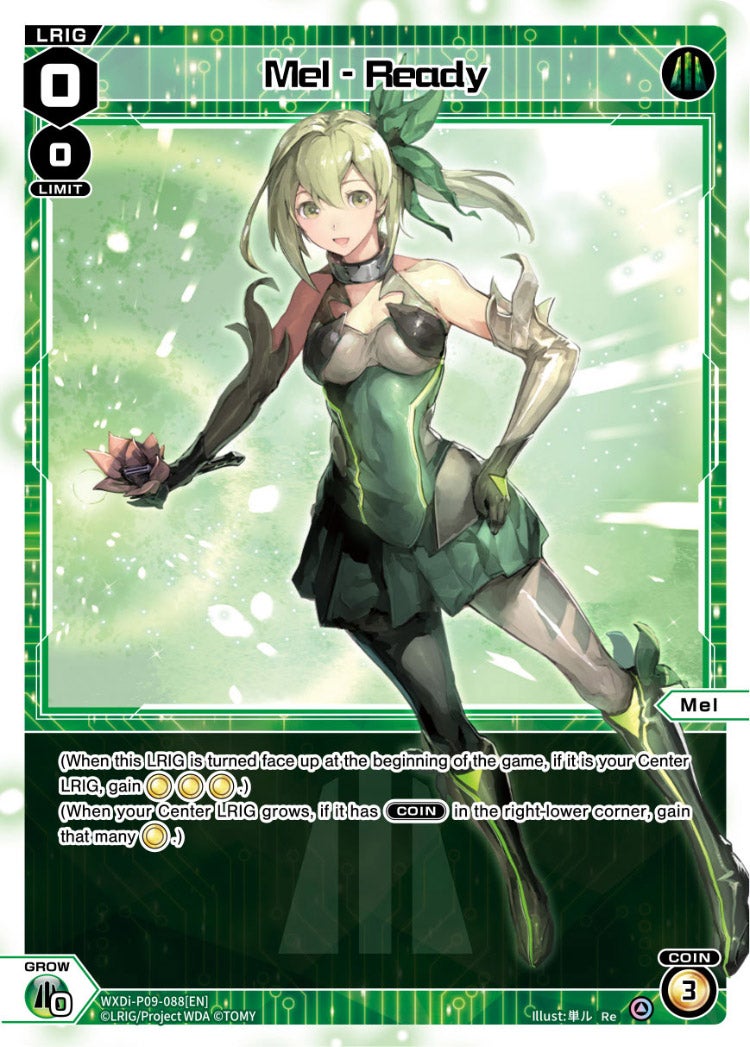 LRIG
0
Mel - Ready
0
LIMIT
Mel
(When this LRIG is turned face up at the beginning of the game, if it is your Center
LRIG, gain .)
(When your Center LRIG grows, if it has COIN in the right-lower corner, gain
that many .)
GROW
0
COIN
3
WXDi-P09-088[EN]
©LRIG/Project WDA ©TOMY
Illust:単ル Re